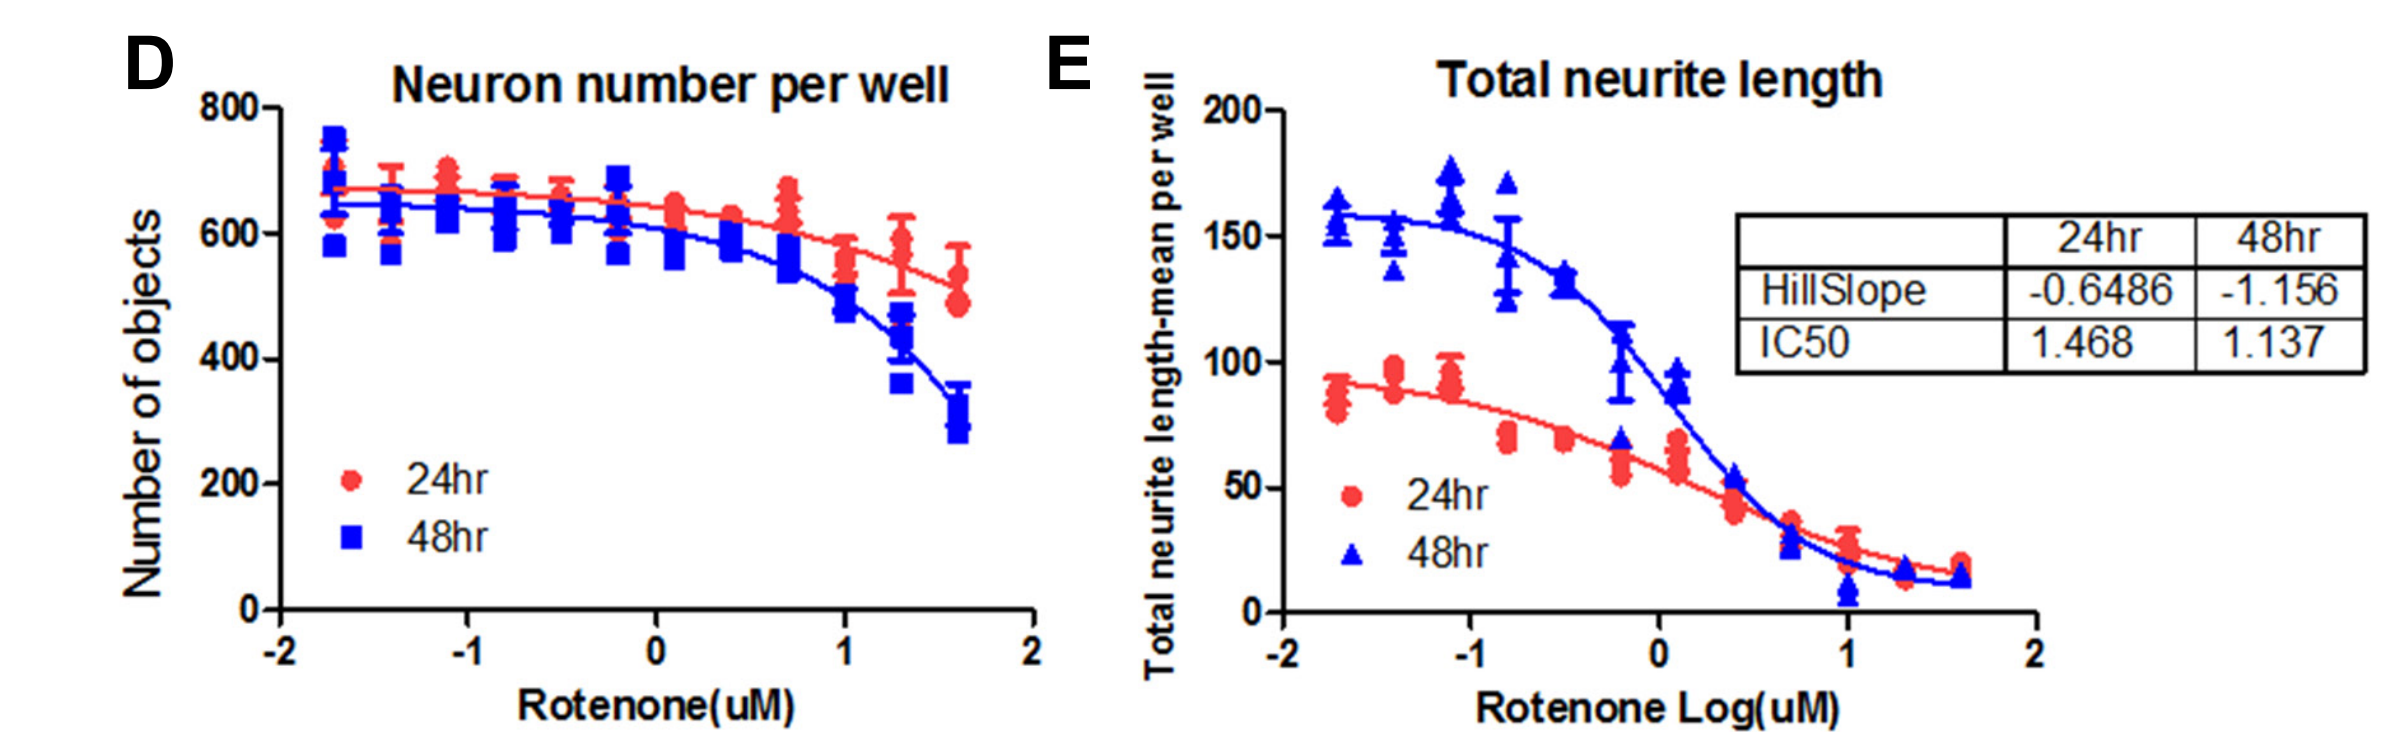 D
Neuron number per well
Number of objects
800
600
400
200
0
-2 -1 0 1 2
24hr
48hr
Rotenone(uM)
E
Total neurite length
Total neurite length-mean per well
200
150
100
50
0
-2 -1 0 1 2
24hr
48hr
Rotenone Log(uM)
24hr 48hr
HillSlope -0.6486 -1.156
IC50 1.468 1.137